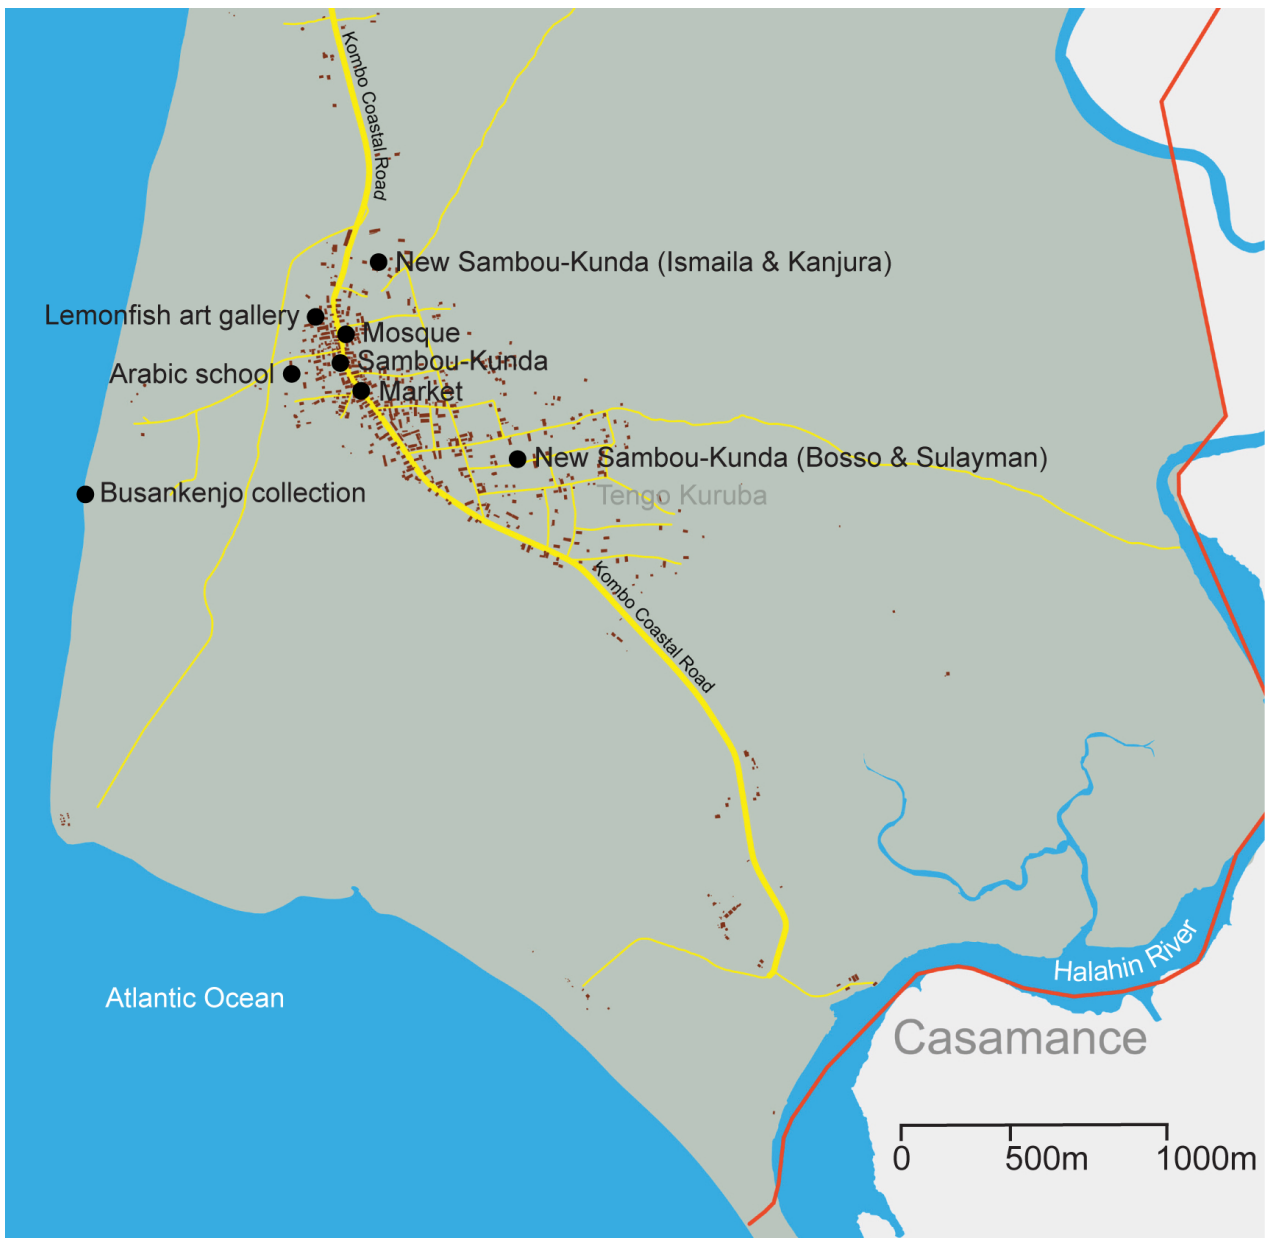 Kombo Coastal Road
New Sambou-Kunda (Ismaila & Kanjura)
Lemonfish art gallery
Mosque
Sambou-Kunda
Arabic school
Market
New Sambou-Kunda (Bosso & Sulayman)
Busankenjo collection
Tengo Kuruba
Kombo Coastal Road
Halahin River
Atlantic Ocean
Casamance
0 500m 1000m